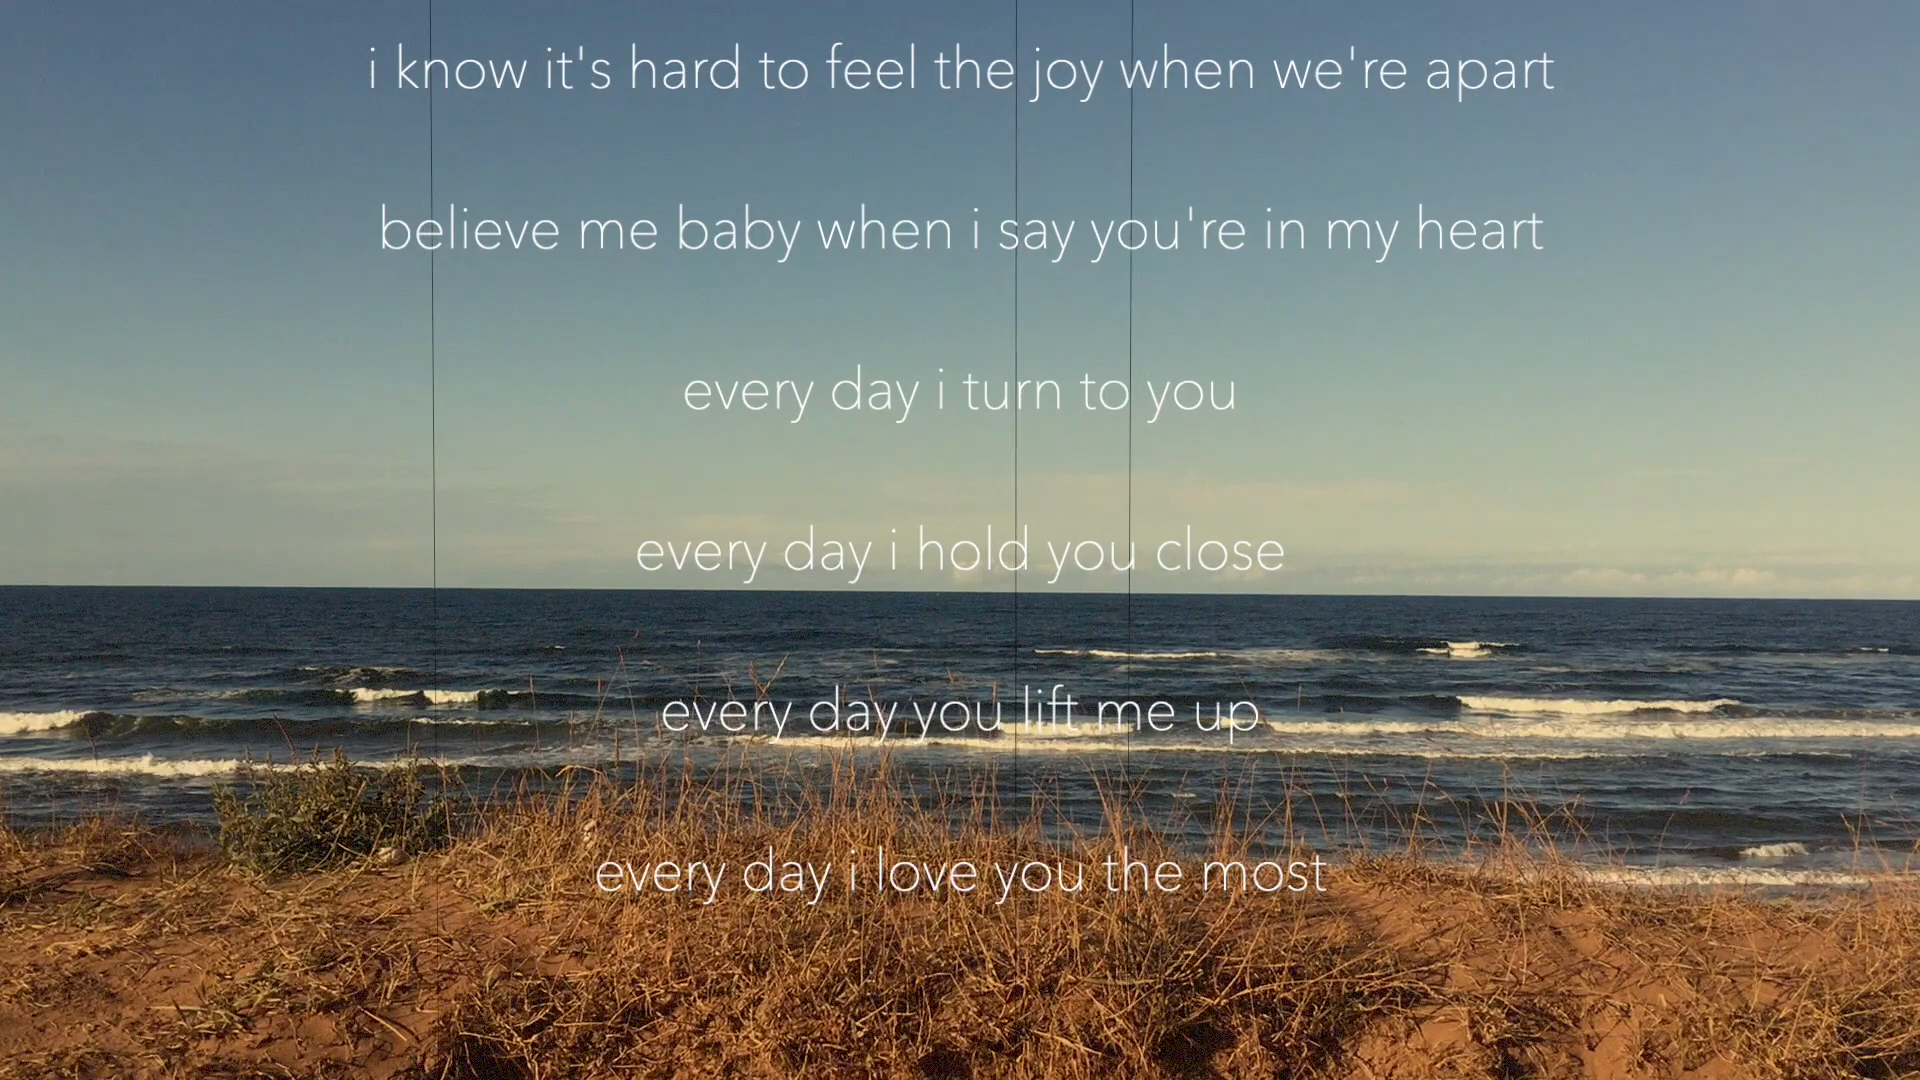 i know it's hard to feel the joy when we're apart
believe me baby when i say you're in my heart
every day i turn to you
every day i hold you close
every day you lift me up
every day i love you the most